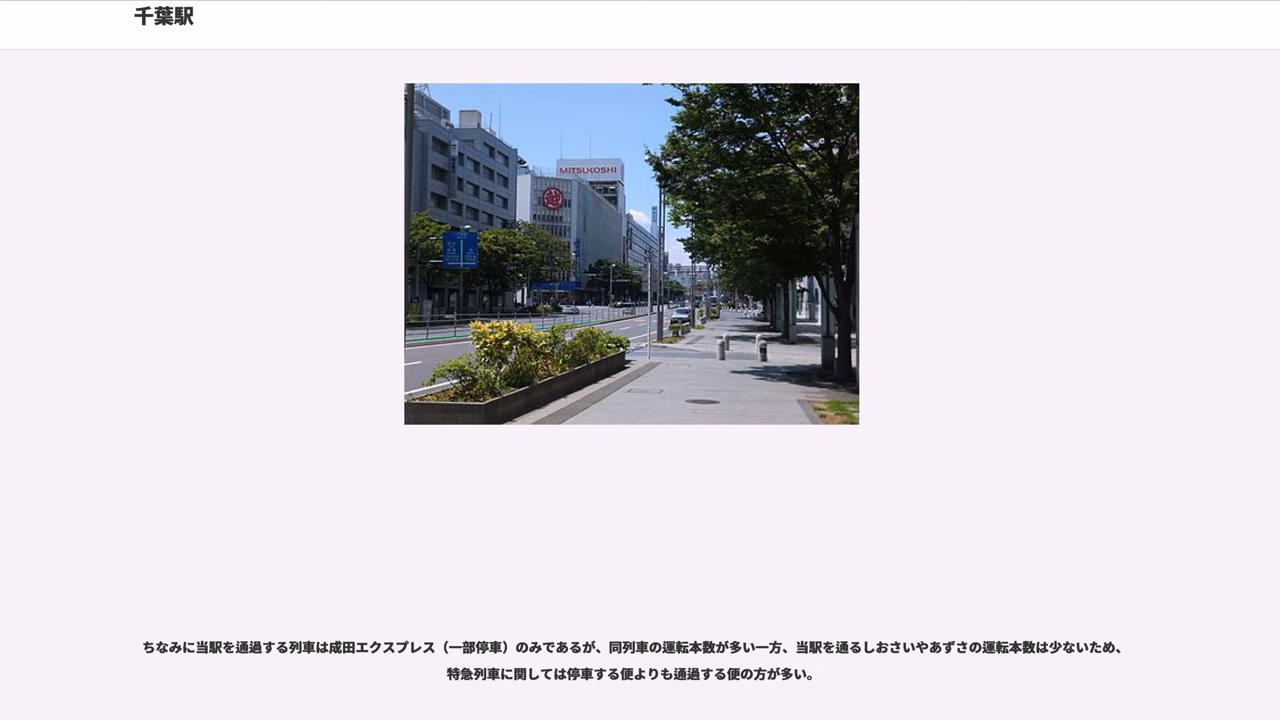 千葉駅
MITSUKOSHI
越
ちなみに当駅を通過する列車は成田エクスプレス（一部停車）のみであるが、同列車の運転本数が多い一方、当駅を通るしおさいやあずさの運転本数は少ないため、
特急列車に関しては停車する便よりも通過する便の方が多い。